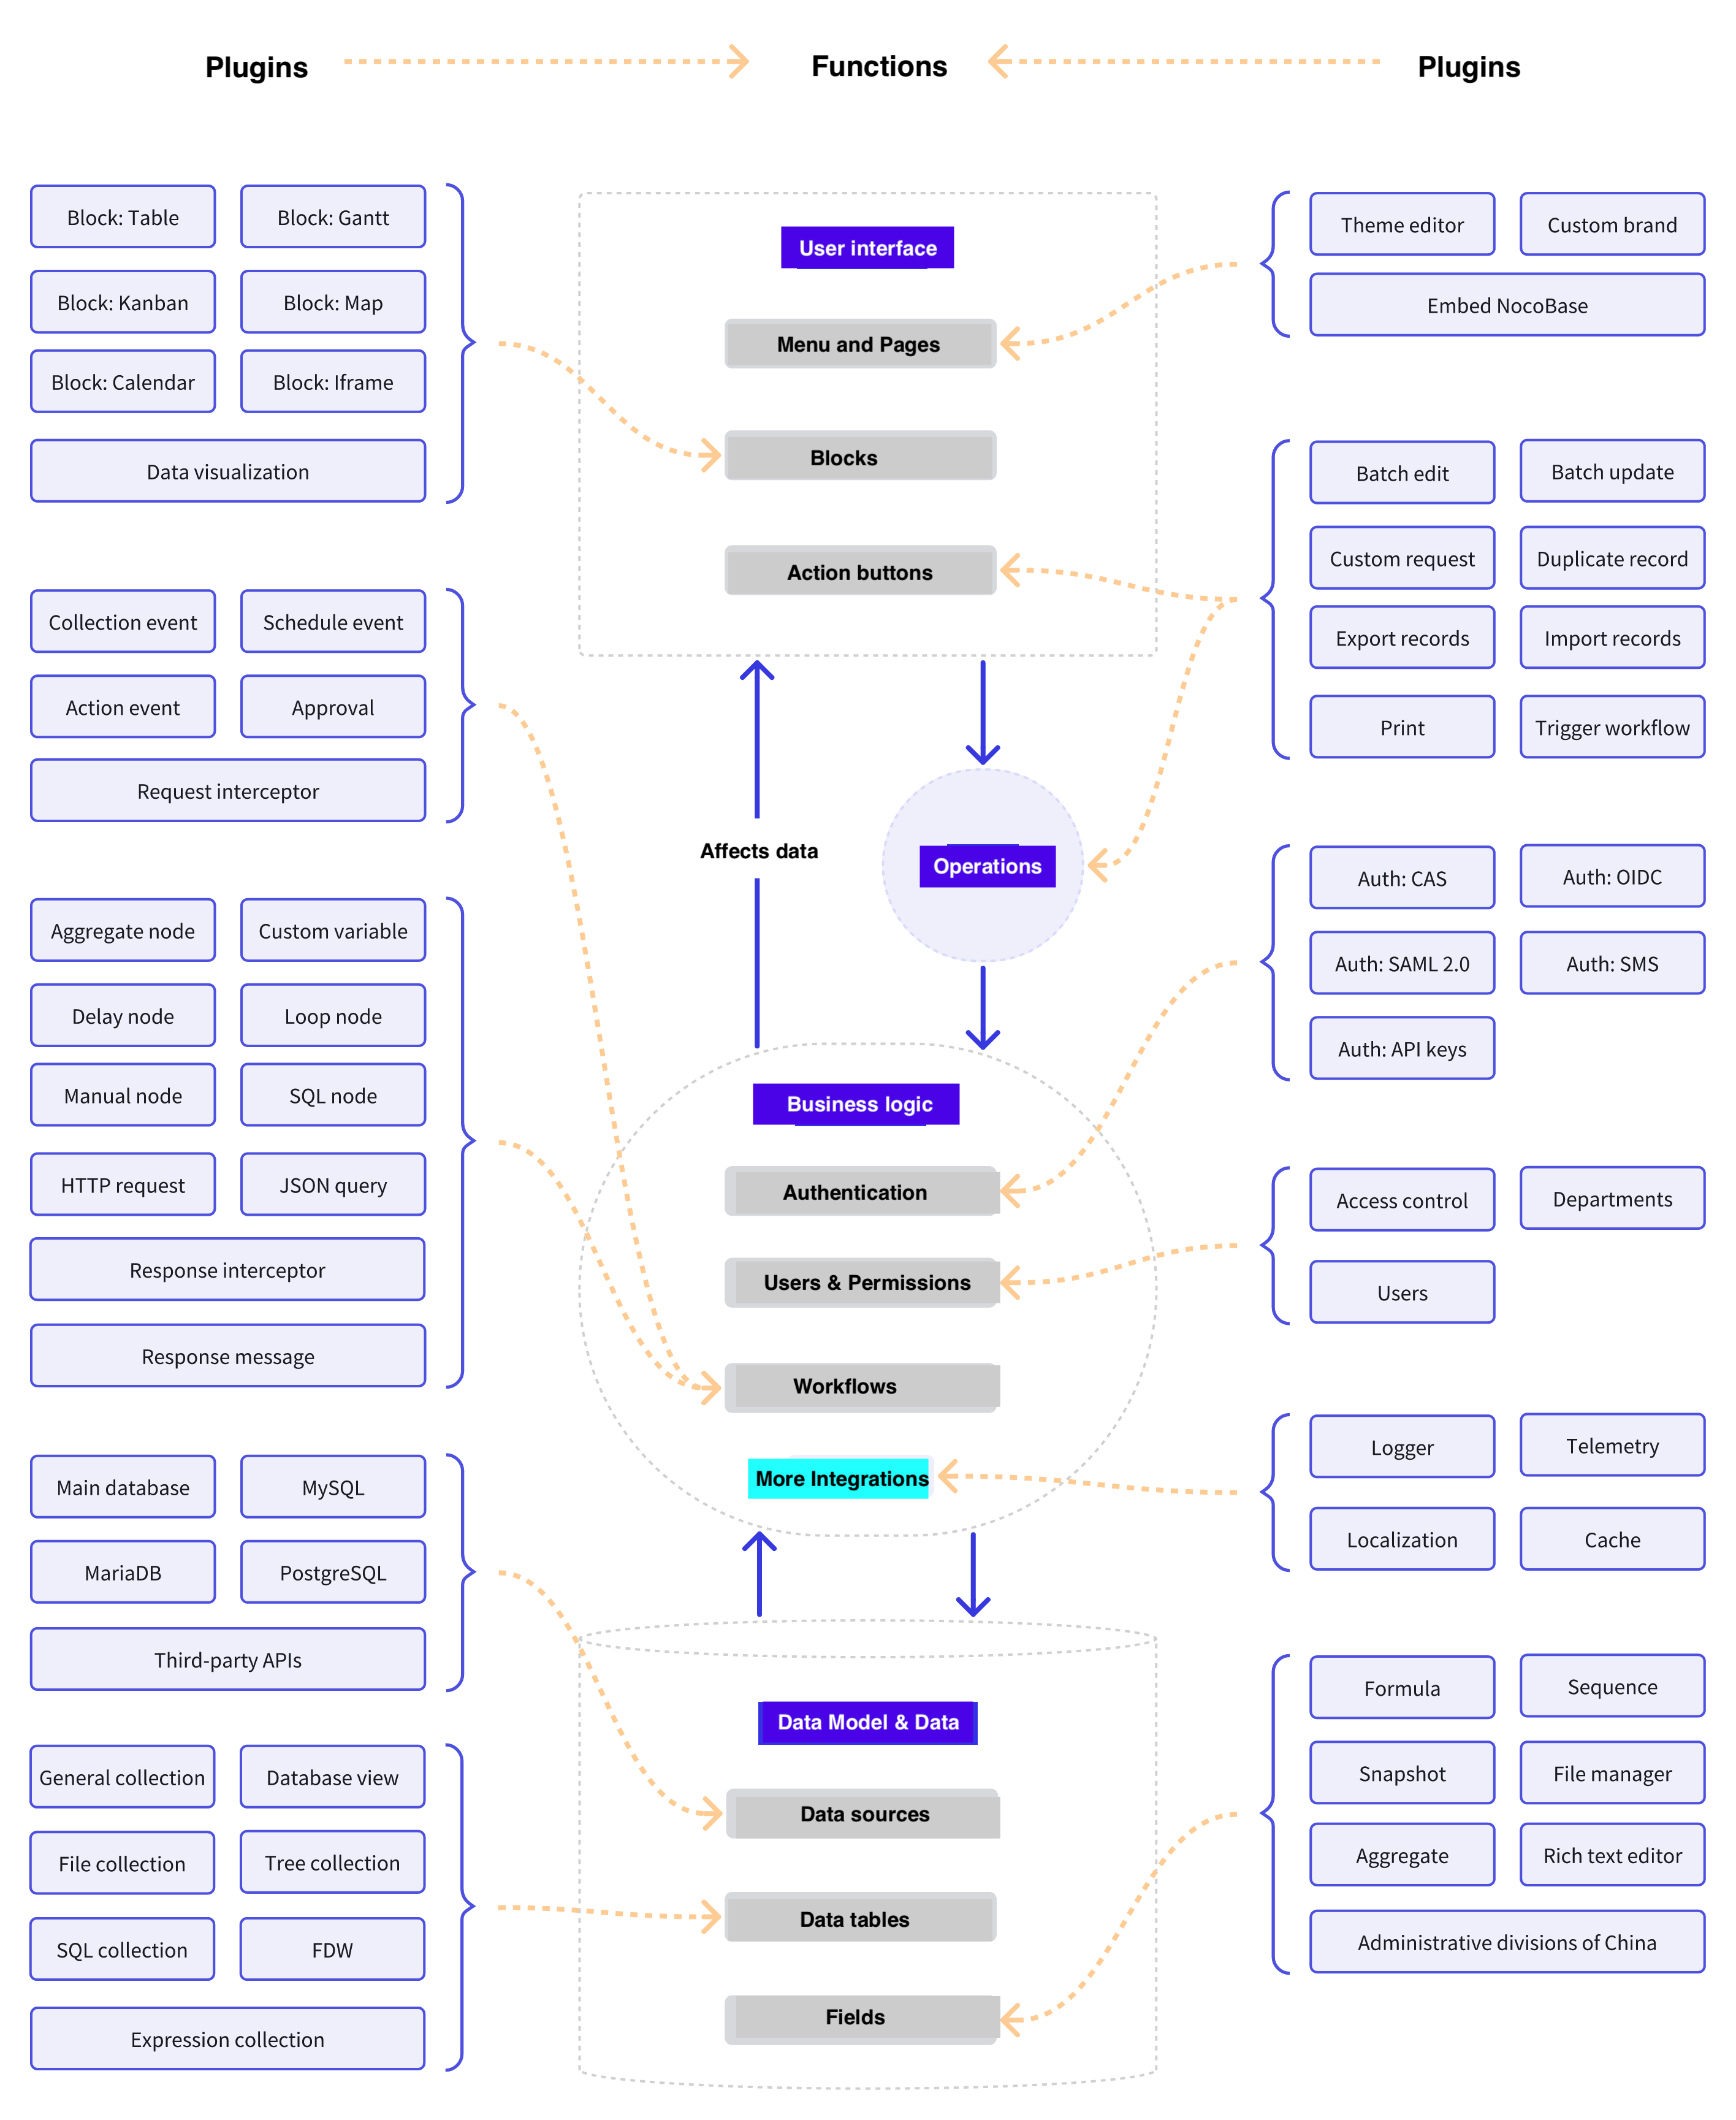 Plugins
Functions
Plugins
Block: Table
Block: Gantt
Block: Kanban
Block: Map
Block: Calendar
Block: Iframe
Data visualization
Collection event
Schedule event
Action event
Approval
Request interceptor
Aggregate node
Custom variable
Delay node
Loop node
Manual node
SQL node
HTTP request
JSON query
Response interceptor
Response message
Main database
MySQL
MariaDB
PostgreSQL
Third-party APIs
General collection
Database view
File collection
Tree collection
SQL collection
FDW
Expression collection
User interface
Menu and Pages
Blocks
Action buttons
Affects data
Operations
Business logic
Authentication
Users & Permissions
Workflows
More Integrations
Data Model & Data
Data sources
Data tables
Fields
Theme editor
Custom brand
Embed NocoBase
Batch edit
Batch update
Custom request
Duplicate record
Export records
Import records
Print
Trigger workflow
Auth: CAS
Auth: OIDC
Auth: SAML 2.0
Auth: SMS
Auth: API keys
Access control
Departments
Users
Logger
Telemetry
Localization
Cache
Formula
Sequence
Snapshot
File manager
Aggregate
Rich text editor
Administrative divisions of China